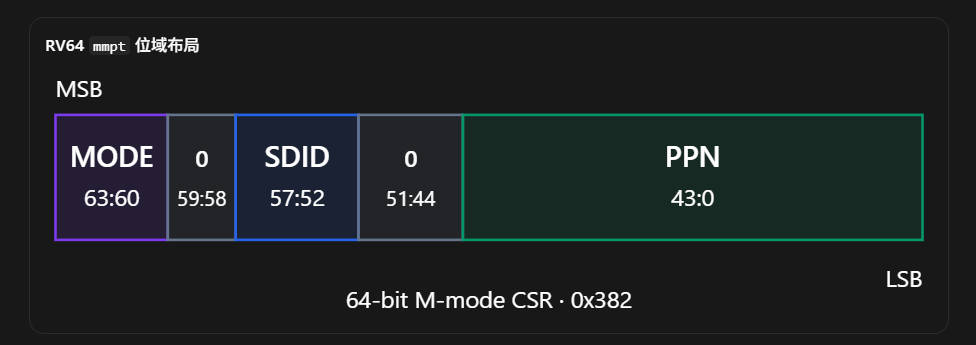 RV64 mmpt 位域布局
MSB
MODE 0 SDID 0 PPN
63:60 59:58 57:52 51:44 43:0
LSB
64-bit M-mode CSR · 0x382